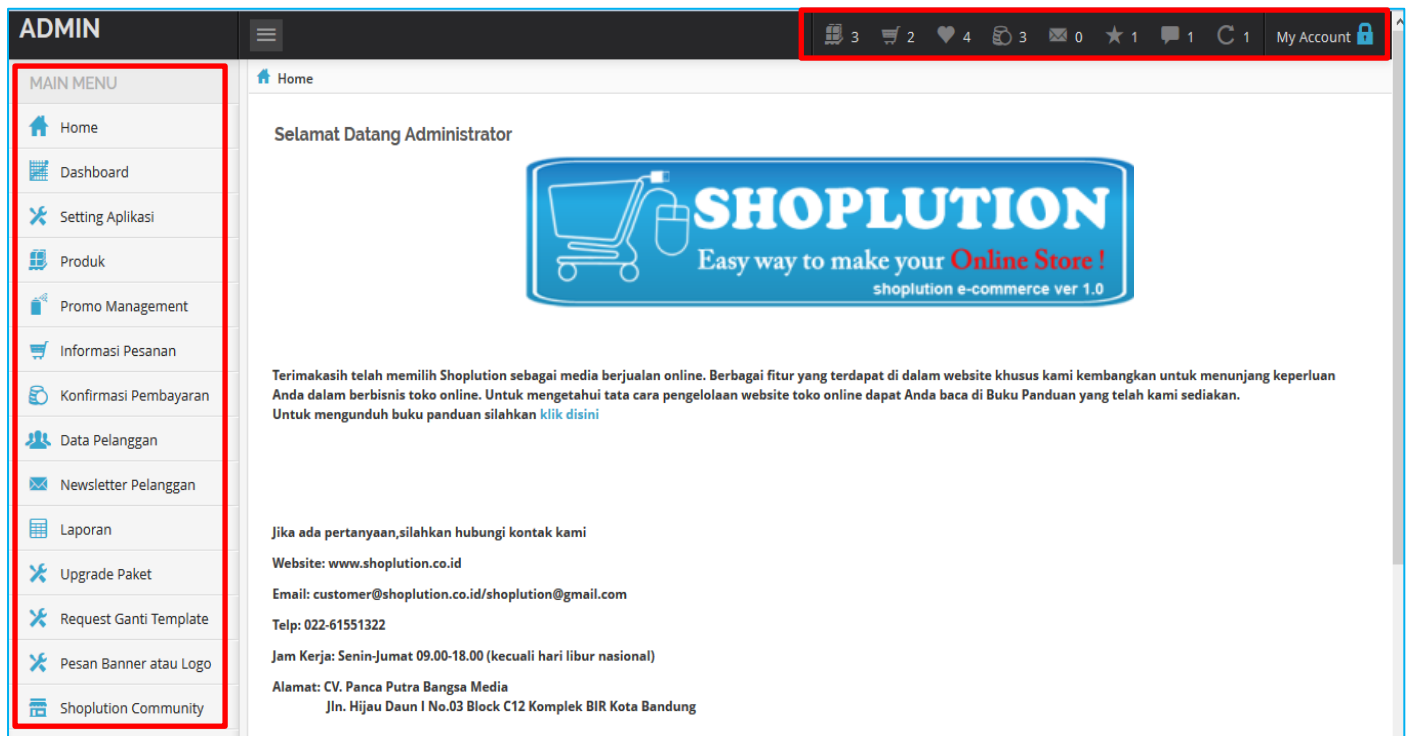 ADMIN
3 2 4 3 0 1 1 1 My Account
MAIN MENU
Home
Dashboard
Setting Aplikasi
Produk
Promo Management
Informasi Pesanan
Konfirmasi Pembayaran
Data Pelanggan
Newsletter Pelanggan
Laporan
Upgrade Paket
Request Ganti Template
Pesan Banner atau Logo
Shoplution Community
Home
Selamat Datang Administrator
SHOPLUTION
Easy way to make your Online Store !
shoplution e-commerce ver 1.0
Terimakasih telah memilih Shoplution sebagai media berjualan online. Berbagai fitur yang terdapat di dalam website khusus kami kembangkan untuk menunjang keperluan
Anda dalam berbisnis toko online. Untuk mengetahui tata cara pengelolaan website toko online dapat Anda baca di Buku Panduan yang telah kami sediakan.
Untuk mengunduh buku panduan silahkan klik disini
Jika ada pertanyaan,silahkan hubungi kontak kami
Website: www.shoplution.co.id
Email: customer@shoplution.co.id/shoplution@gmail.com
Telp: 022-61551322
Jam Kerja: Senin-Jumat 09.00-18.00 (kecuali hari libur nasional)
Alamat: CV. Panca Putra Bangsa Media
Jln. Hijau Daun I No.03 Block C12 Komplek BIR Kota Bandung